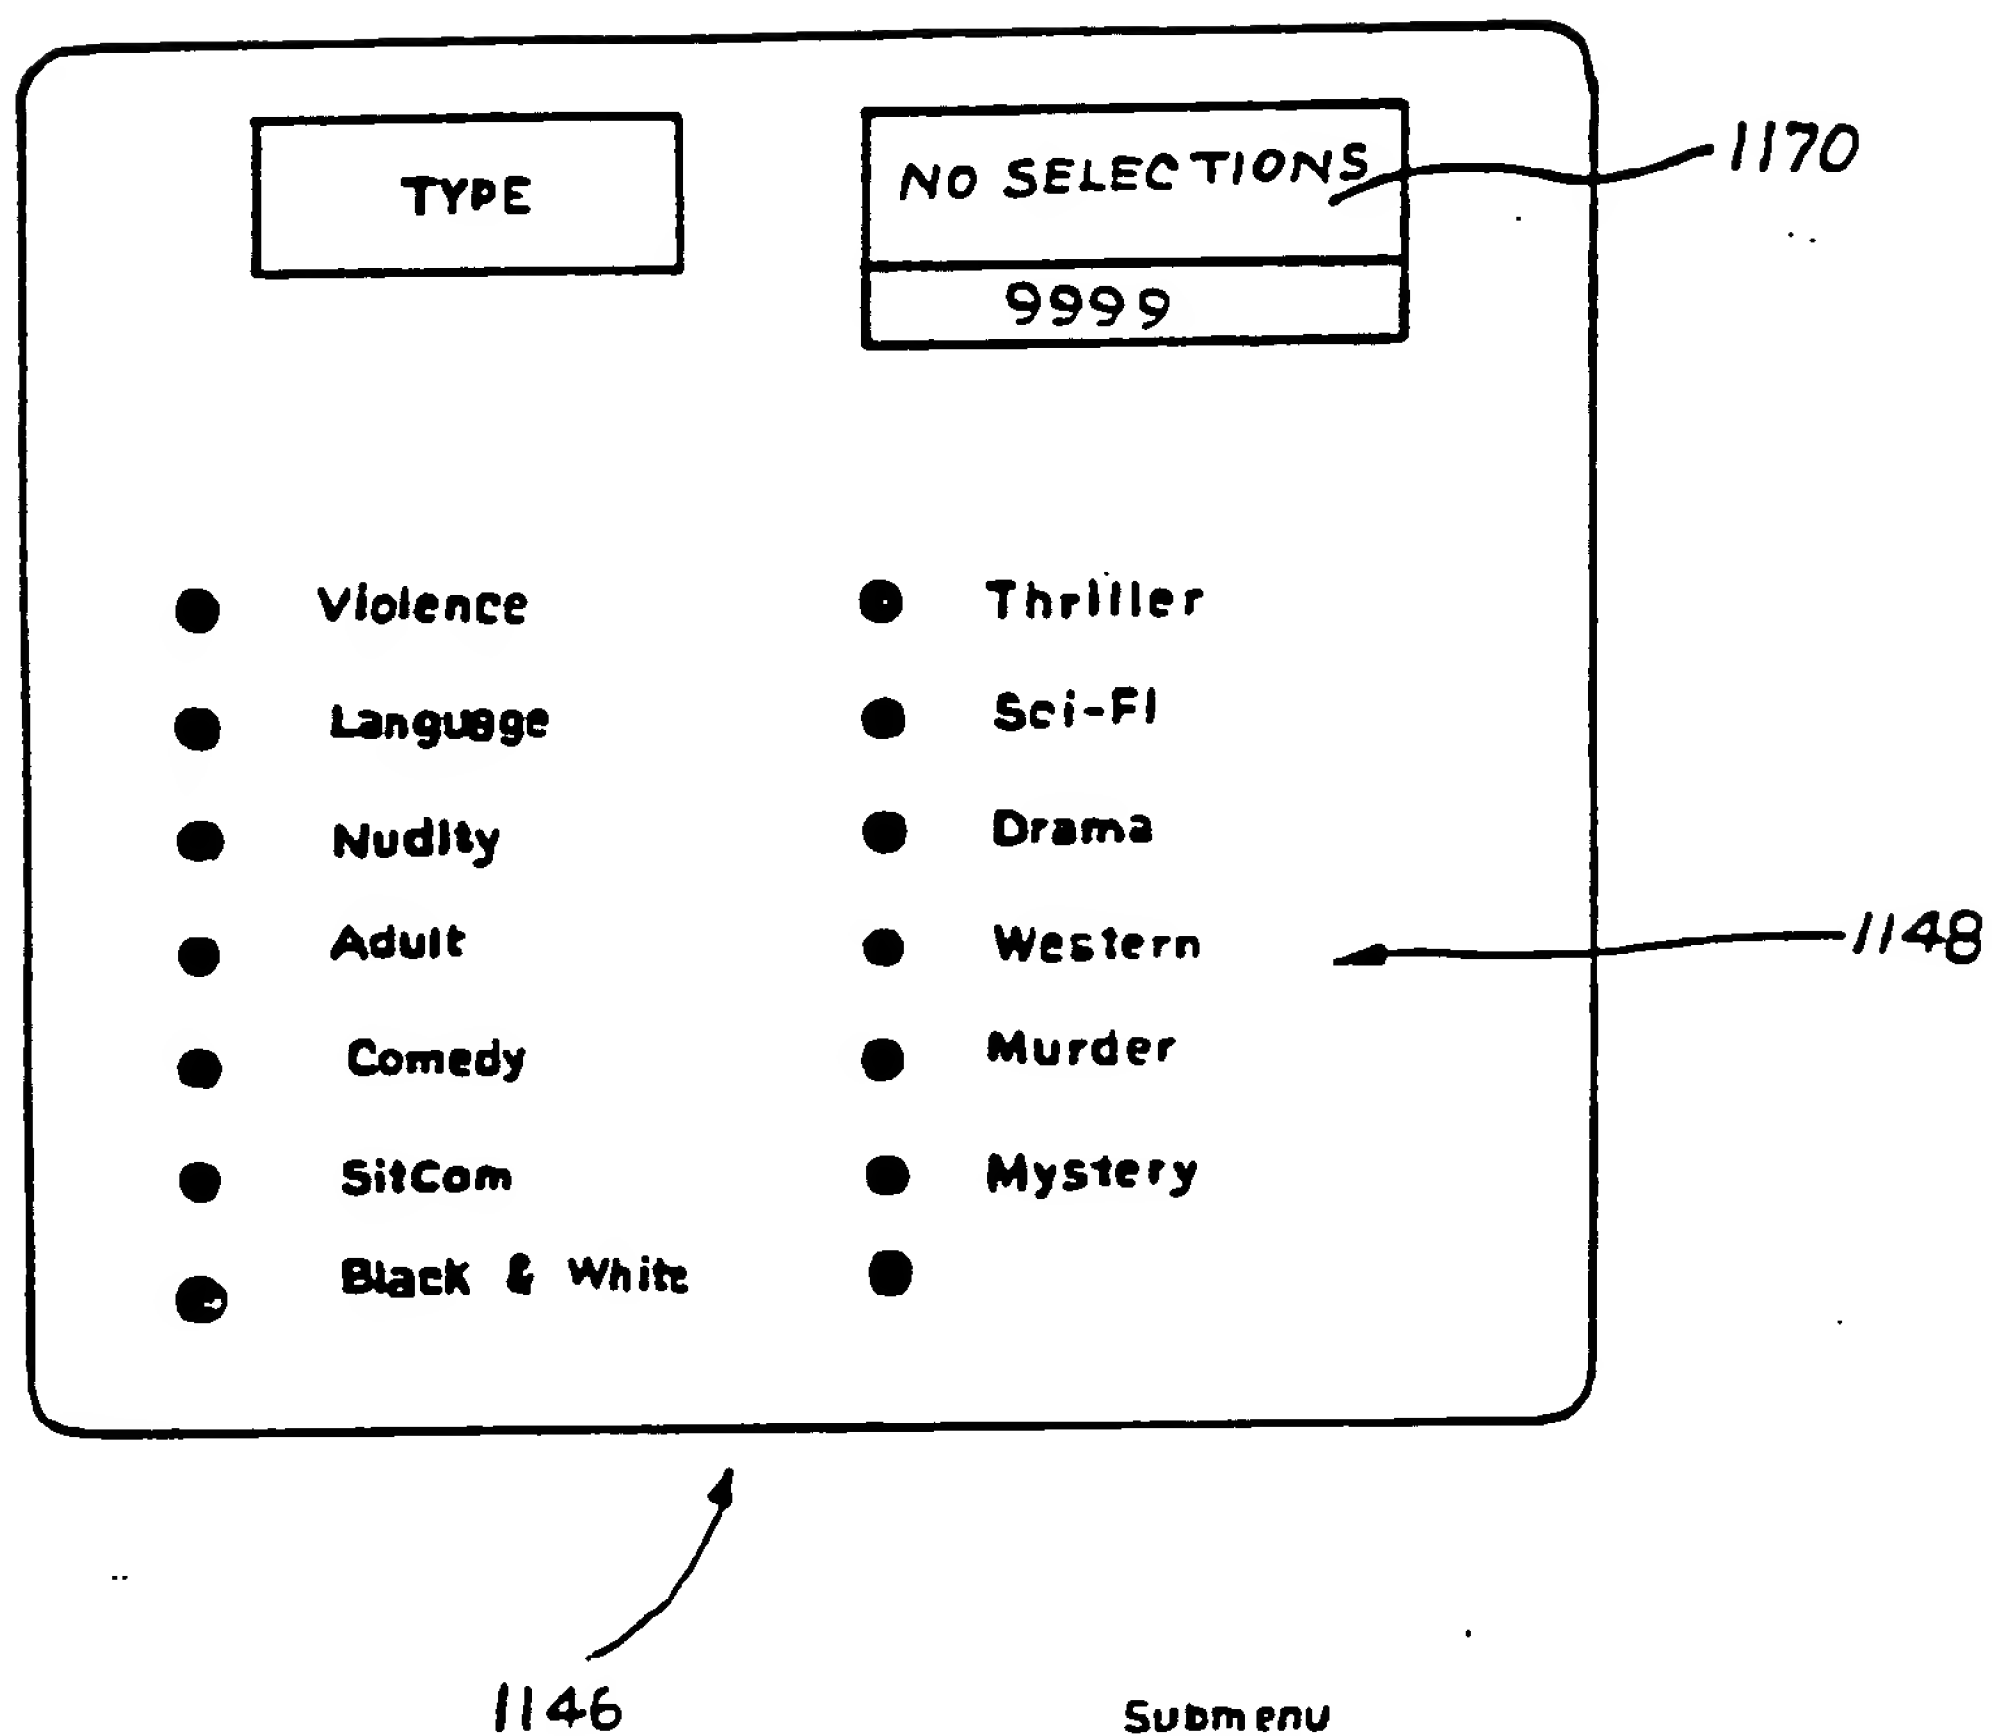 TYPE
NO SELECTIONS
1170
9999
Violence
Thriller
Language
Sci-Fi
Nudity
Drama
Adult
Western
1148
Comedy
Murder
SitCom
Mystery
Black & White
1146
Submenu